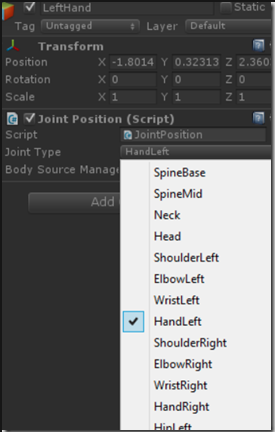 LeftHand Static
Tag Untagged Layer Default
Transform
Position X -1.8014 Y 0.32313 Z 2.360
Rotation X 0 Y 0 Z 0
Scale X 1 Y 1 Z 1
Joint Position (Script)
Script JointPosition
Joint Type HandLeft
Body Source Manage
Add
SpineBase
SpineMid
Neck
Head
ShoulderLeft
ElbowLeft
WristLeft
HandLeft
ShoulderRight
ElbowRight
WristRight
HandRight
HipLeft